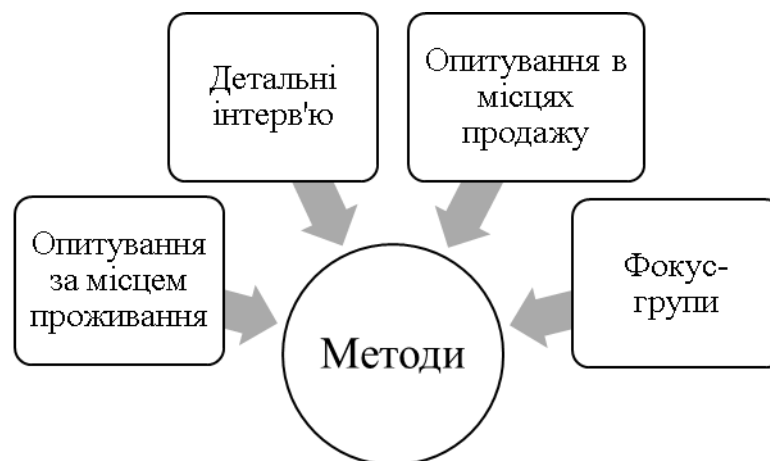 Опитування
за місцем
проживання
Детальні
інтерв'ю
Опитування в
місцях
продажу
Фокус-
групи
Методи